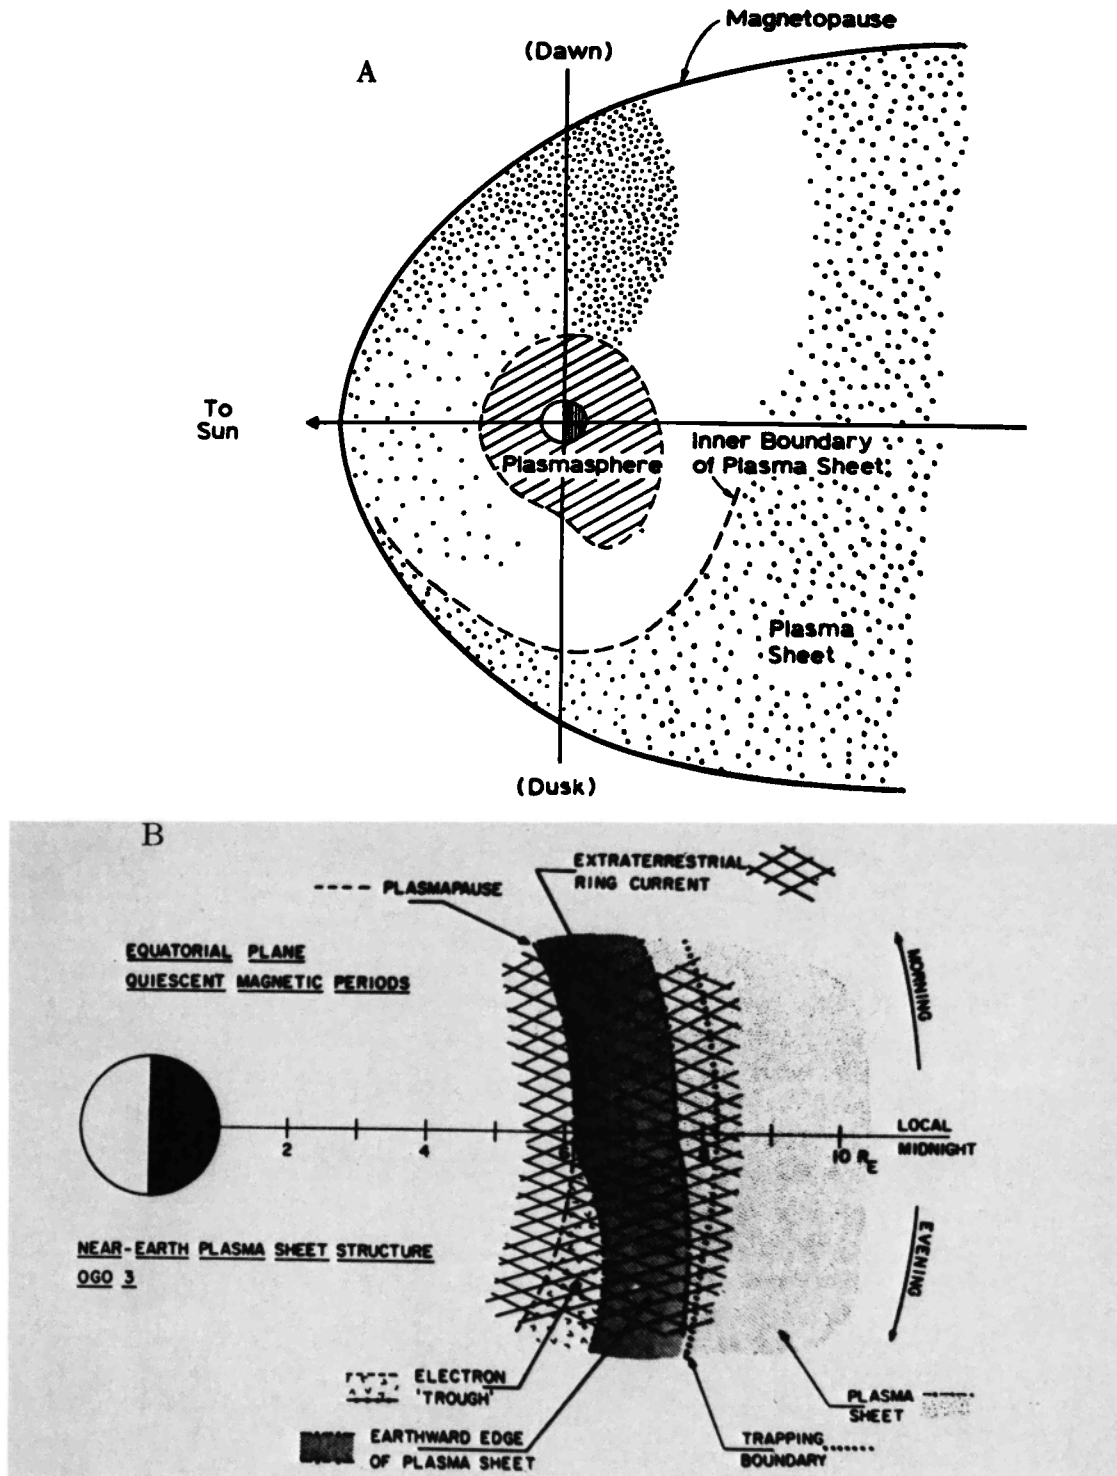 Magnetopause
(Dawn)
A
To
Sun
Inner Boundary
of Plasma Sheet
Plasmasphere
Plasma
Sheet
(Dusk)
B
EXTRATERRESTRIAL
RING CURRENT
PLASMAPAUSE
EQUATORIAL PLANE
QUIESCENT MAGNETIC PERIODS
MORNING
2
4
10 RE
LOCAL
MIDNIGHT
EVENING
NEAR-EARTH PLASMA SHEET STRUCTURE
OGO 3
ELECTRON
'TROUGH'
PLASMA
SHEET
EARTHWARD EDGE
OF PLASMA SHEET
TRAPPING
BOUNDARY